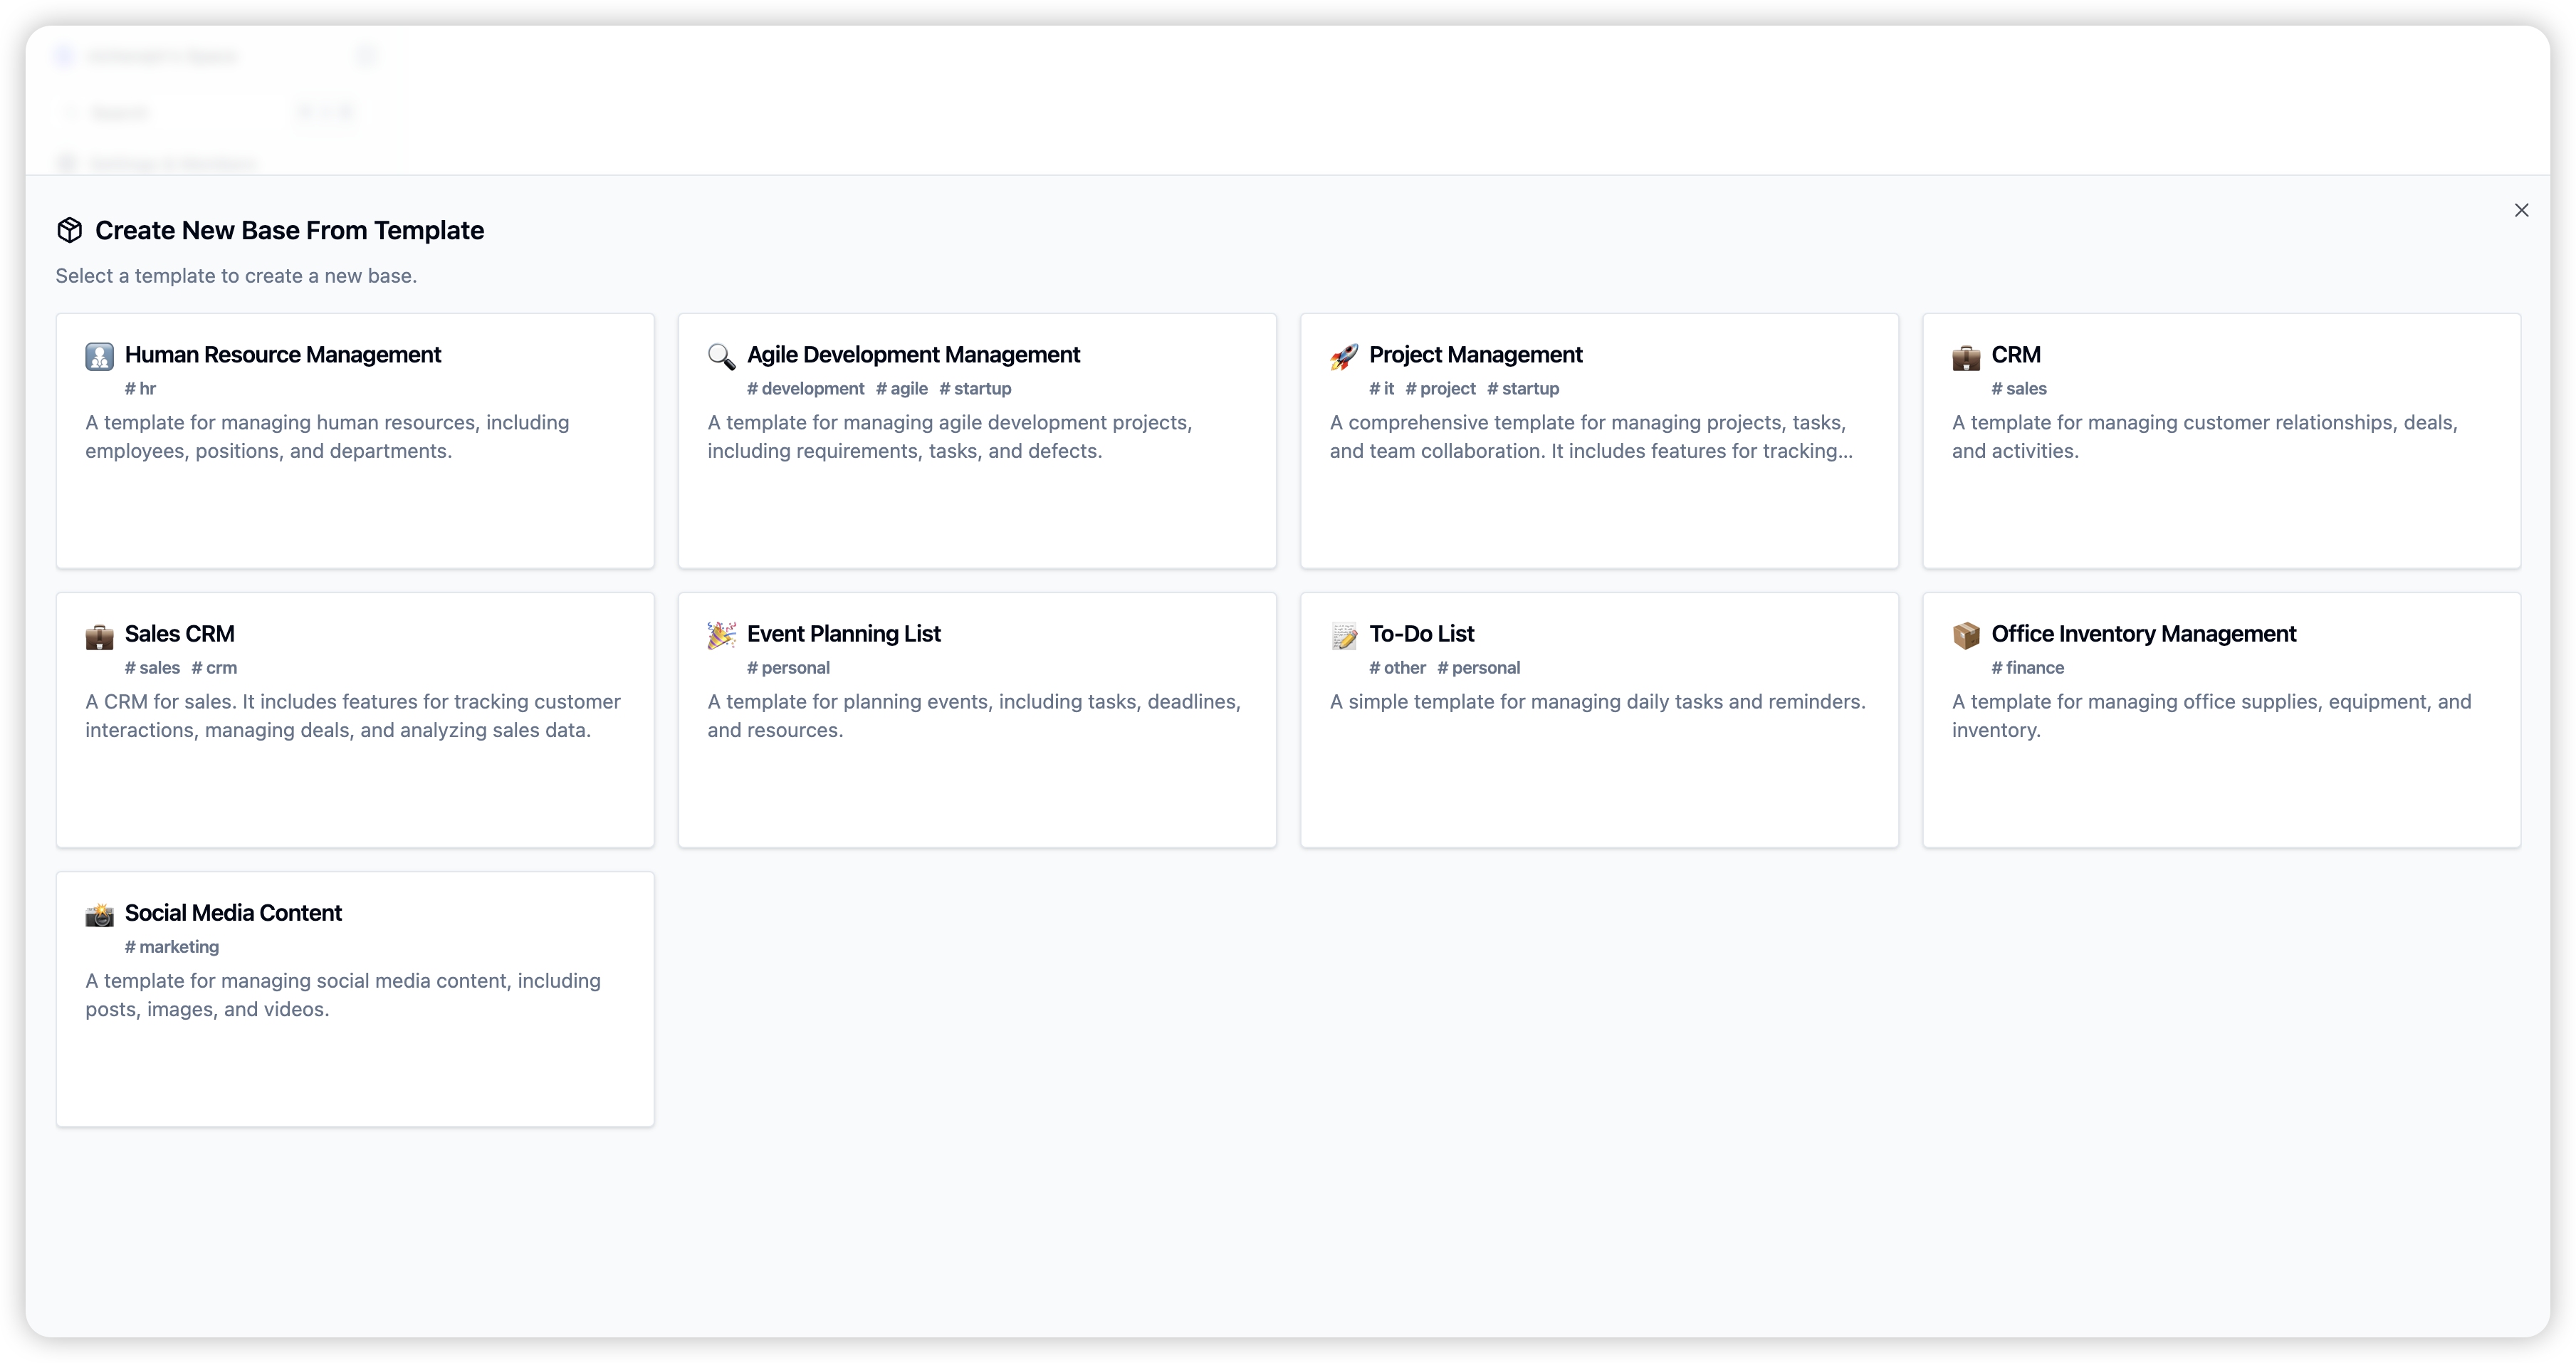 Create New Base From Template
Select a template to create a new base.
Human Resource Management
# hr
A template for managing human resources, including
employees, positions, and departments.
Agile Development Management
# development # agile # startup
A template for managing agile development projects,
including requirements, tasks, and defects.
Project Management
# it # project # startup
A comprehensive template for managing projects, tasks,
and team collaboration. It includes features for tracking...
CRM
# sales
A template for managing customer relationships, deals,
and activities.
Sales CRM
# sales # crm
A CRM for sales. It includes features for tracking customer
interactions, managing deals, and analyzing sales data.
Event Planning List
# personal
A template for planning events, including tasks, deadlines,
and resources.
To-Do List
# other # personal
A simple template for managing daily tasks and reminders.
Office Inventory Management
# finance
A template for managing office supplies, equipment, and
inventory.
Social Media Content
# marketing
A template for managing social media content, including
posts, images, and videos.